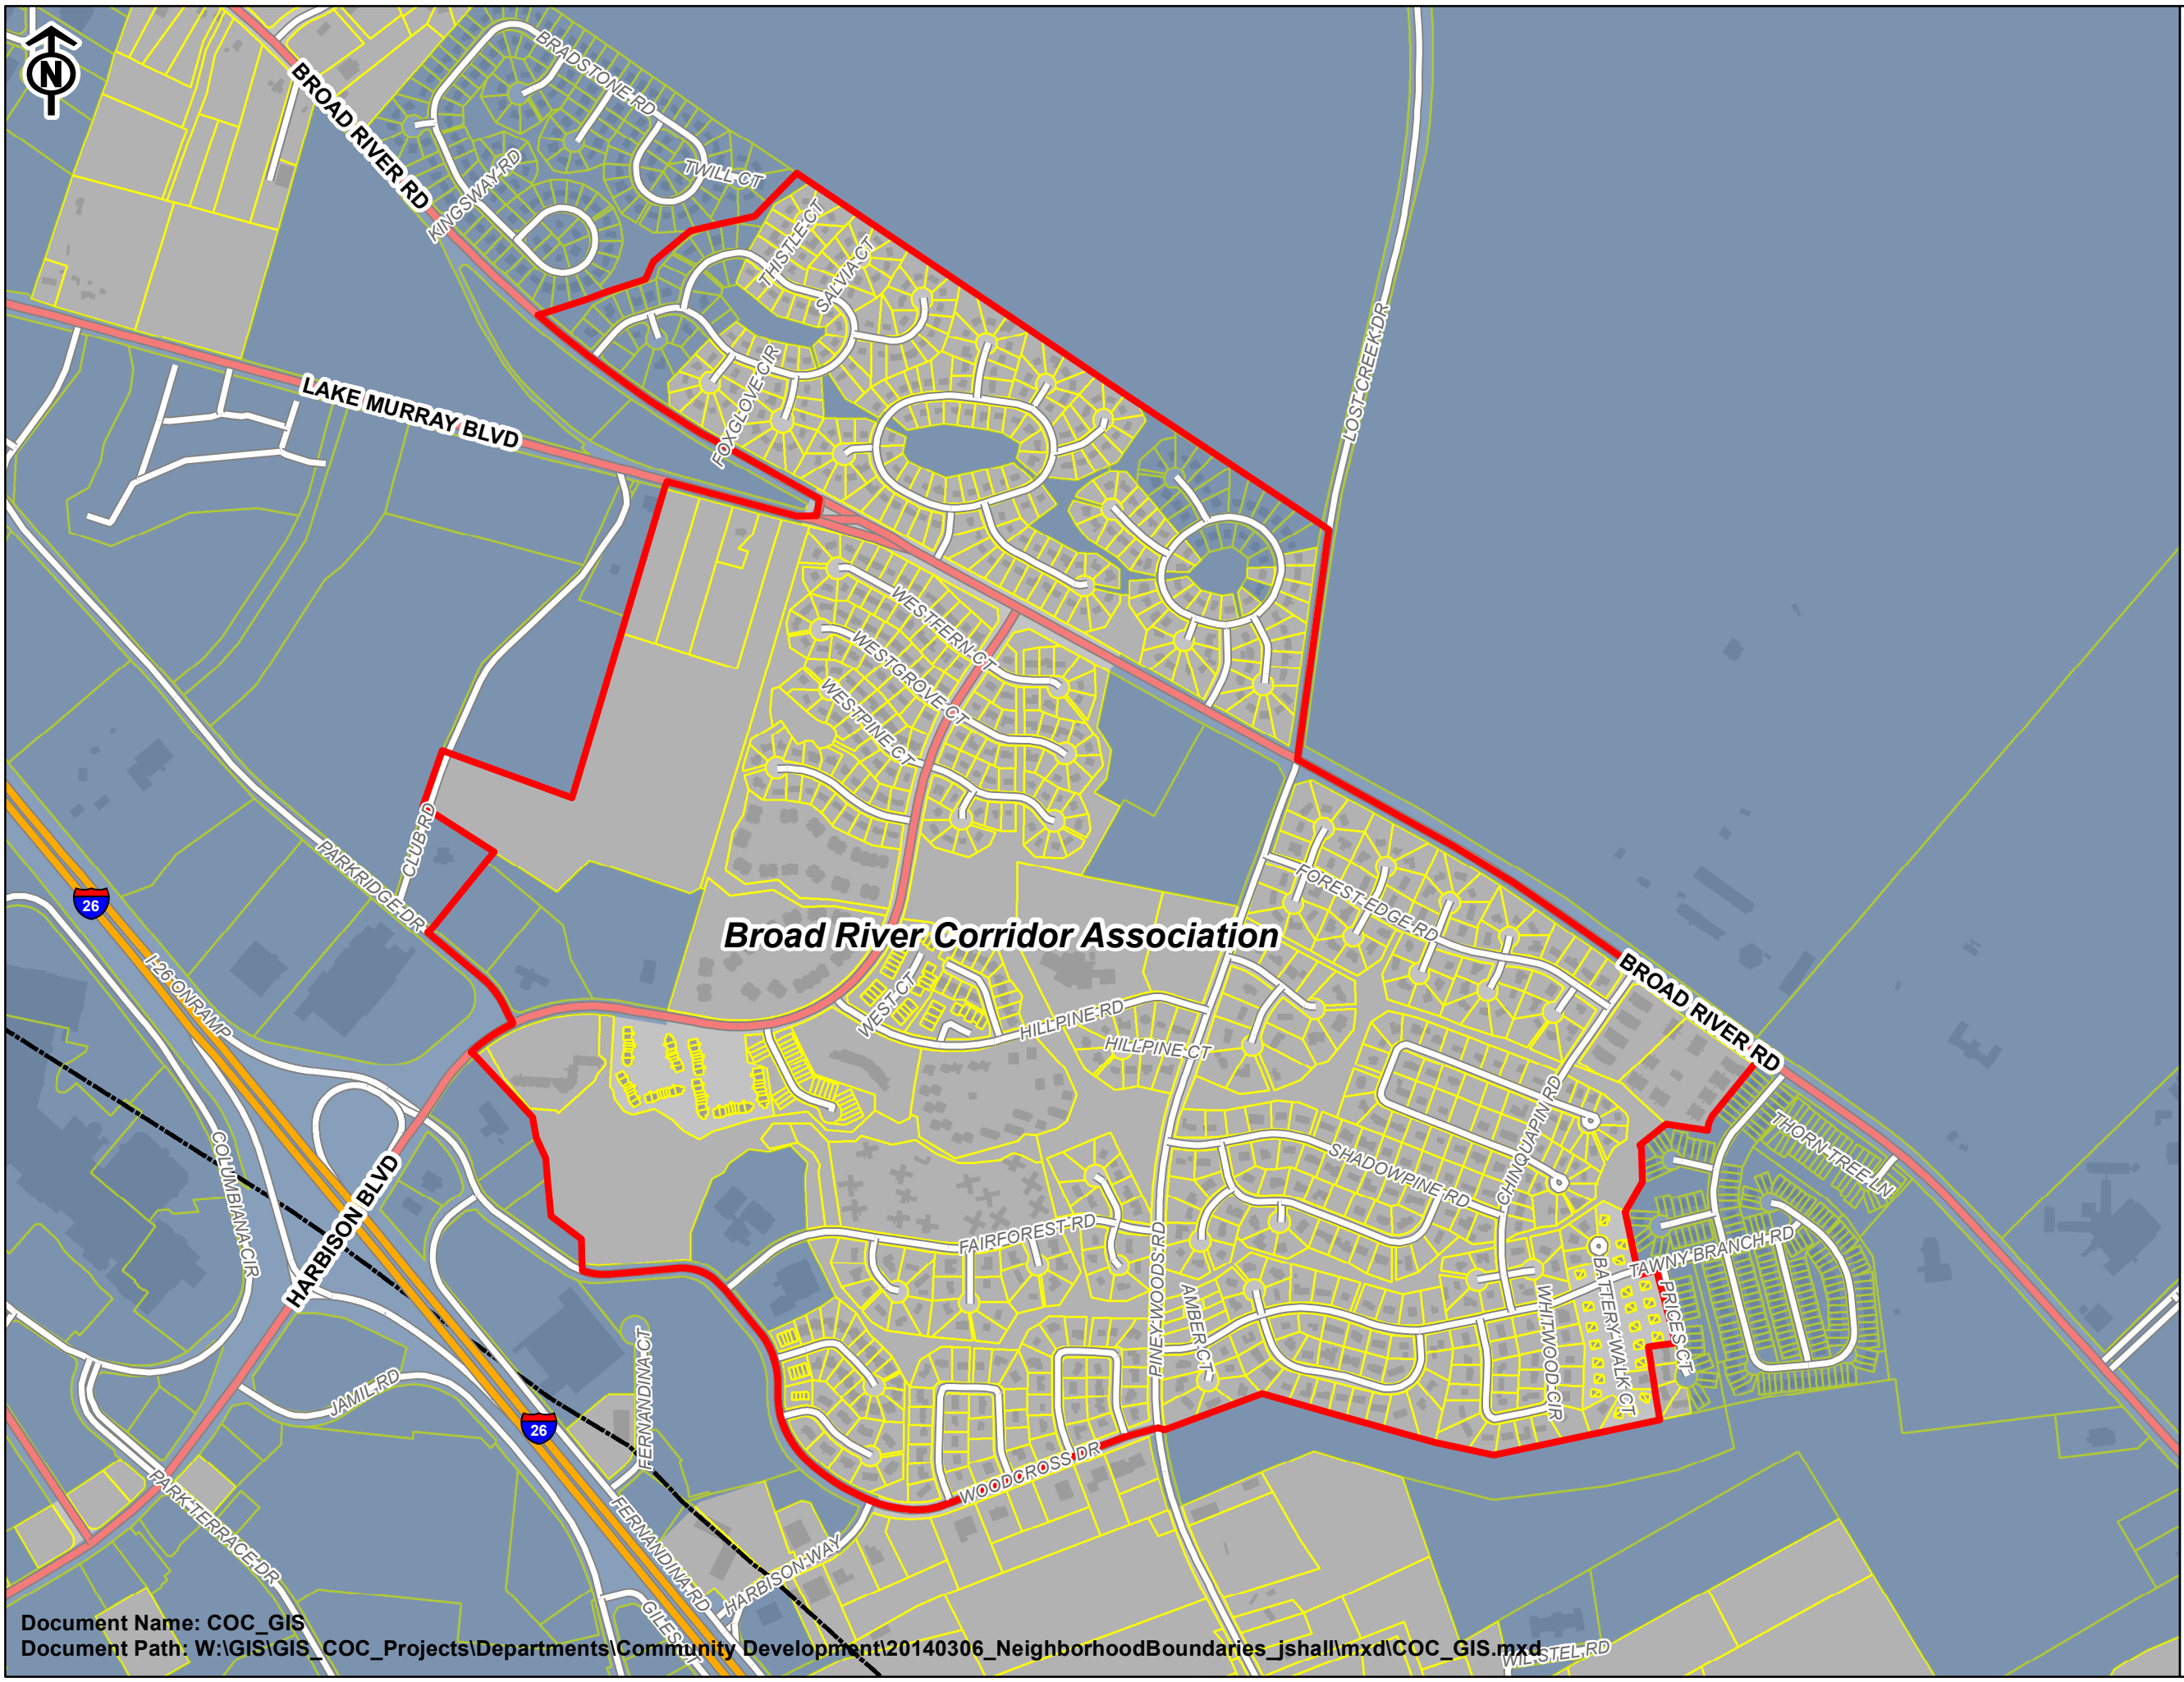 N
BRADSTONE RD
BROAD RIVER RD
TWILL CT
KINGSWAY RD
THISTLE CT
SALVIA CT
LOST CREEK DR
FOXGLOVE CIR
LAKE MURRAY BLVD
WESTFERN CT
WESTGROVE CT
WESTPINE CT
CLUB RD
PARKRIDGE DR
26
FOREST EDGE RD
Broad River Corridor Association
I-26 ONRAMP
WEST CT
HILLPINE RD
HILLPINE CT
BROAD RIVER RD
CHINQUAPIN RD
THORN TREE LN
COLUMBIANA CIR
HARBISON BLVD
SHADOWPINE RD
FAIRFOREST RD
PINEY WOODS RD
TAWNY BRANCH RD
AMBER CT
WHITWOOD CIR
BATTERY WALK CT
PRICES CT
FERNANDINA CT
JAMIL RD
26
WOODCROSS DR
PARK TERRACE DR
FERNANDINA RD
HARBISON WAY
GILES CT
WIL STEL RD
Document Name: COC_GIS
Document Path: W:\GIS\GIS_COC_Projects\Departments\Community Development\20140306_NeighborhoodBoundaries_jshall\mxd\COC_GIS.mxd